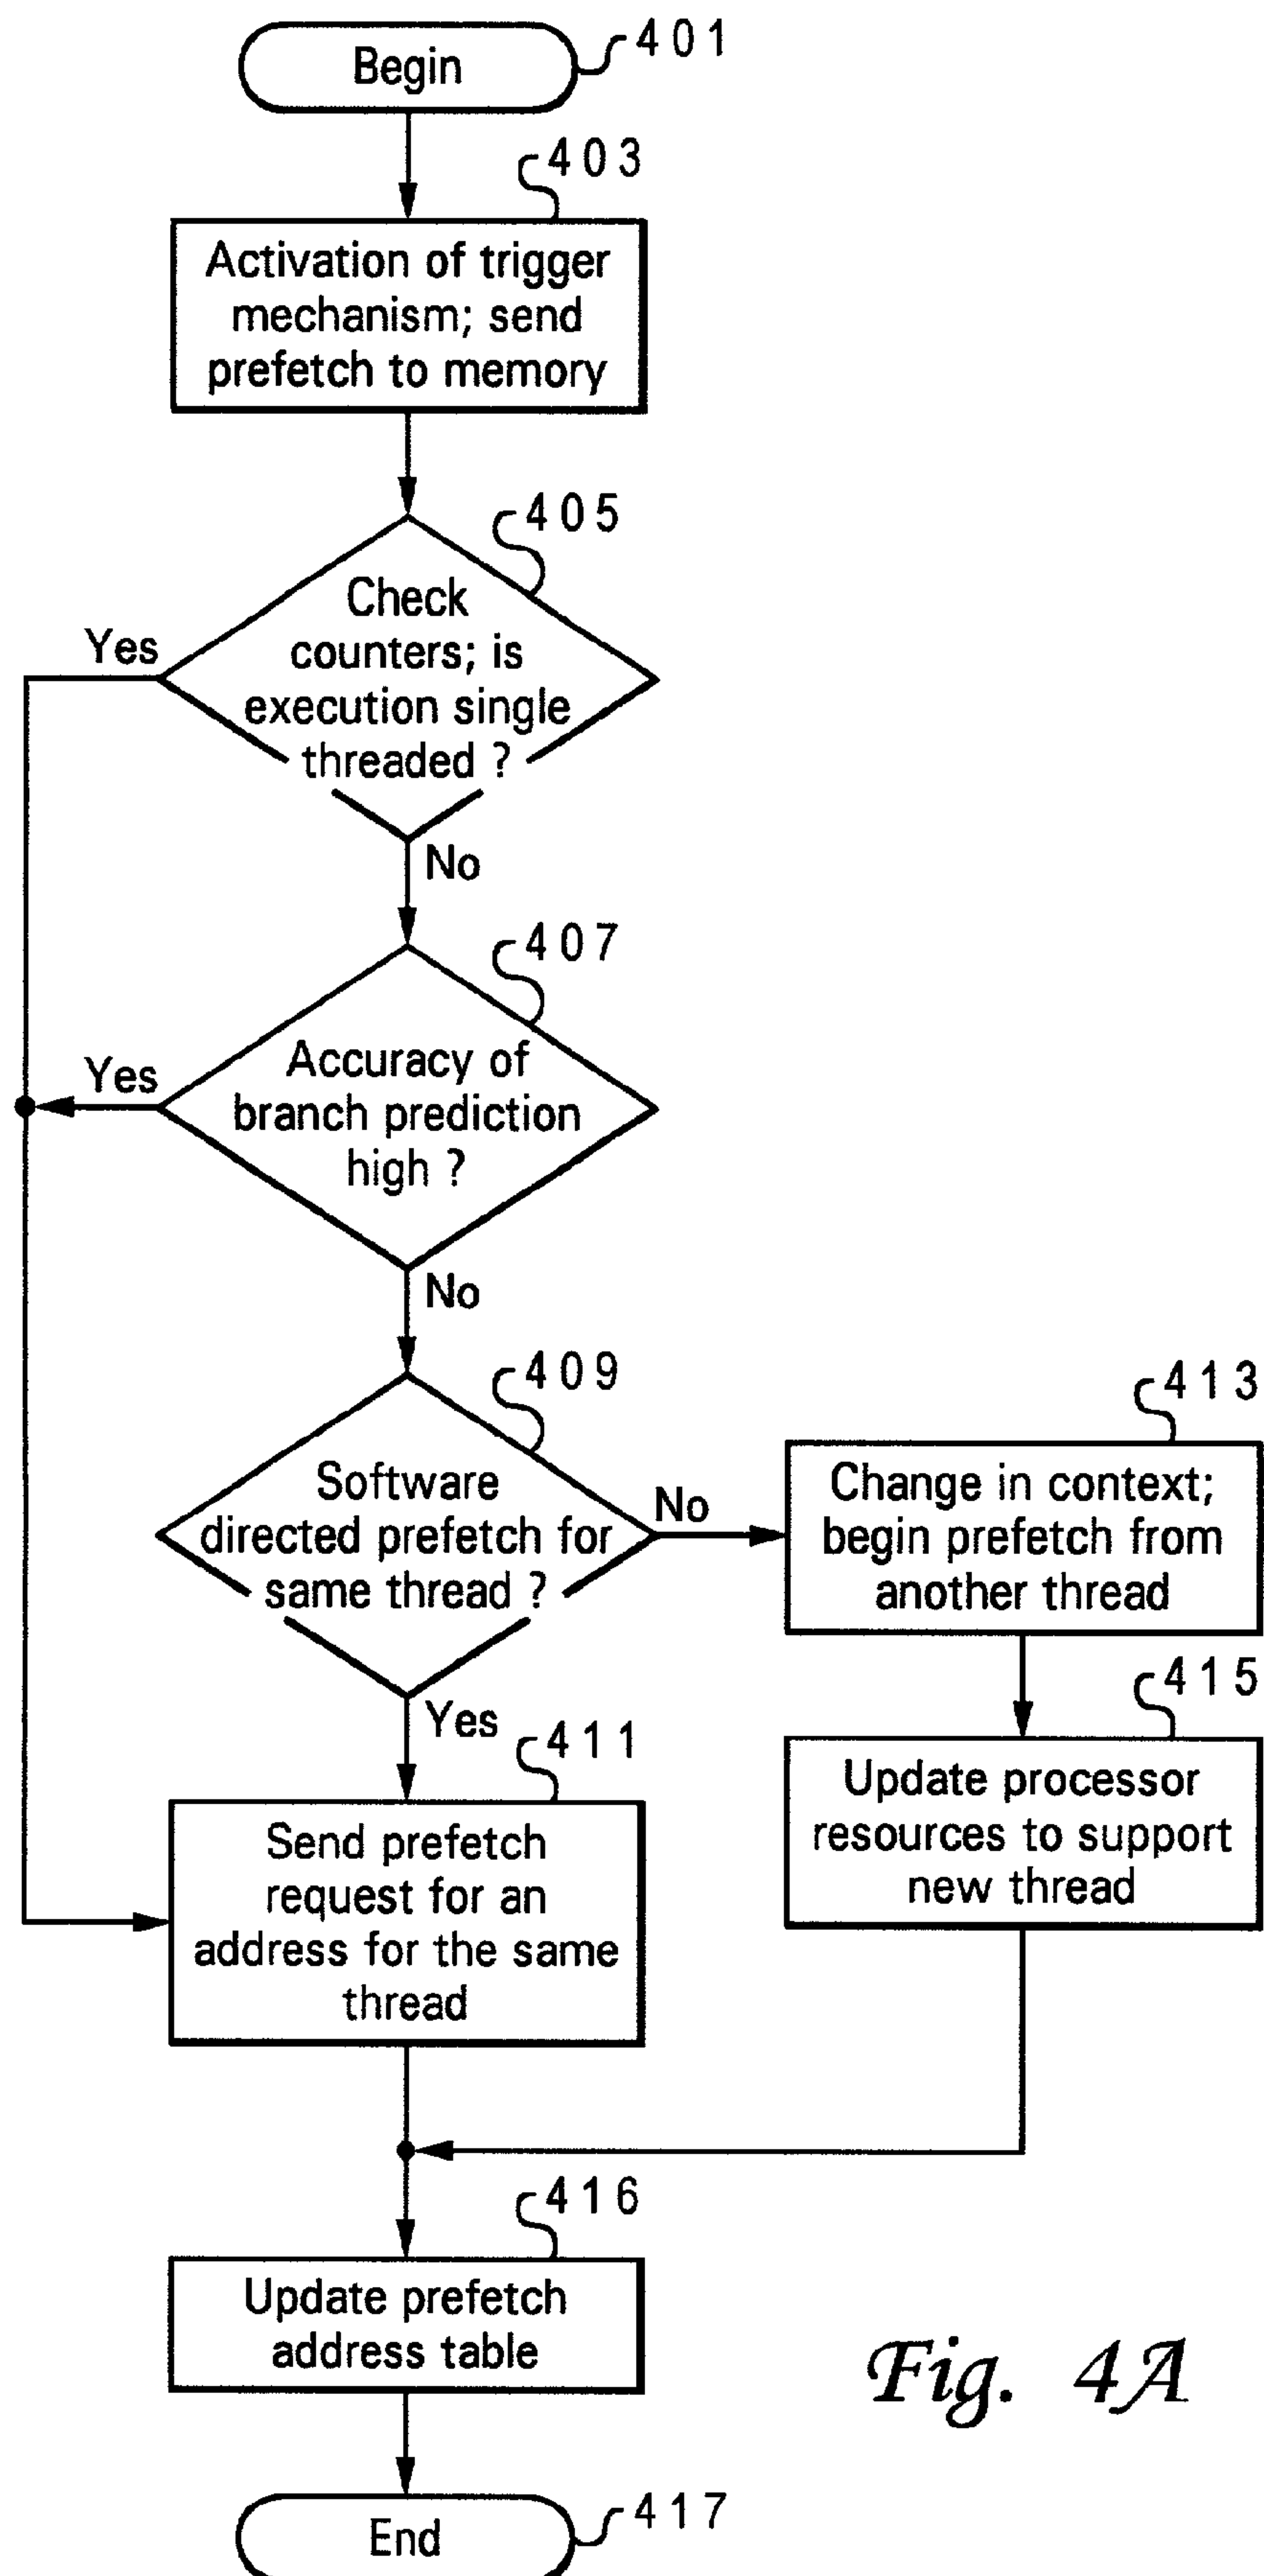 Begin
401
403
Activation of trigger
mechanism; send
prefetch to memory
405
Check
counters; is
execution single
threaded ?
Yes
No
407
Accuracy of
branch prediction
high ?
Yes
No
409
Software
directed prefetch for
same thread ?
No
Yes
413
Change in context;
begin prefetch from
another thread
415
Update processor
resources to support
new thread
411
Send prefetch
request for an
address for the same
thread
416
Update prefetch
address table
Fig. 4A
End
417